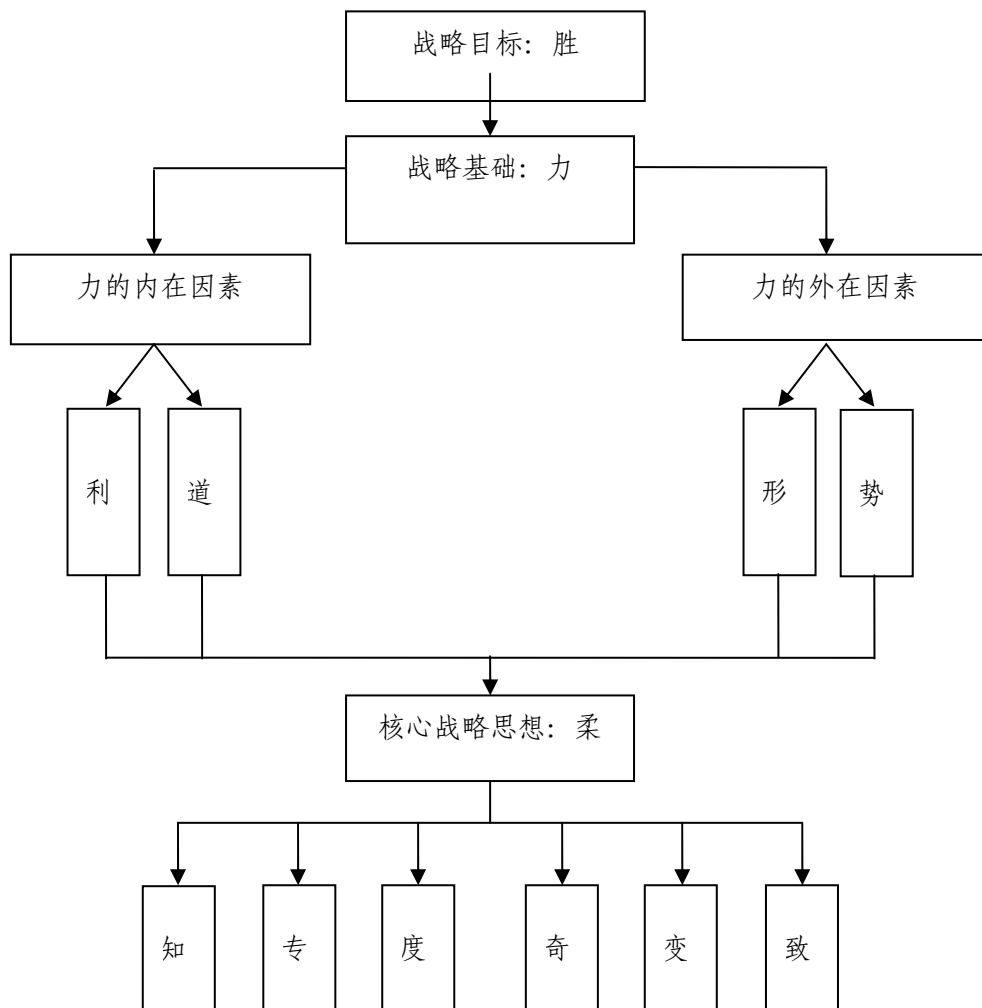 战略目标：胜
战略基础：力
力的内在因素
力的外在因素
利
道
形
势
核心战略思想：柔
知
专
度
奇
变
致